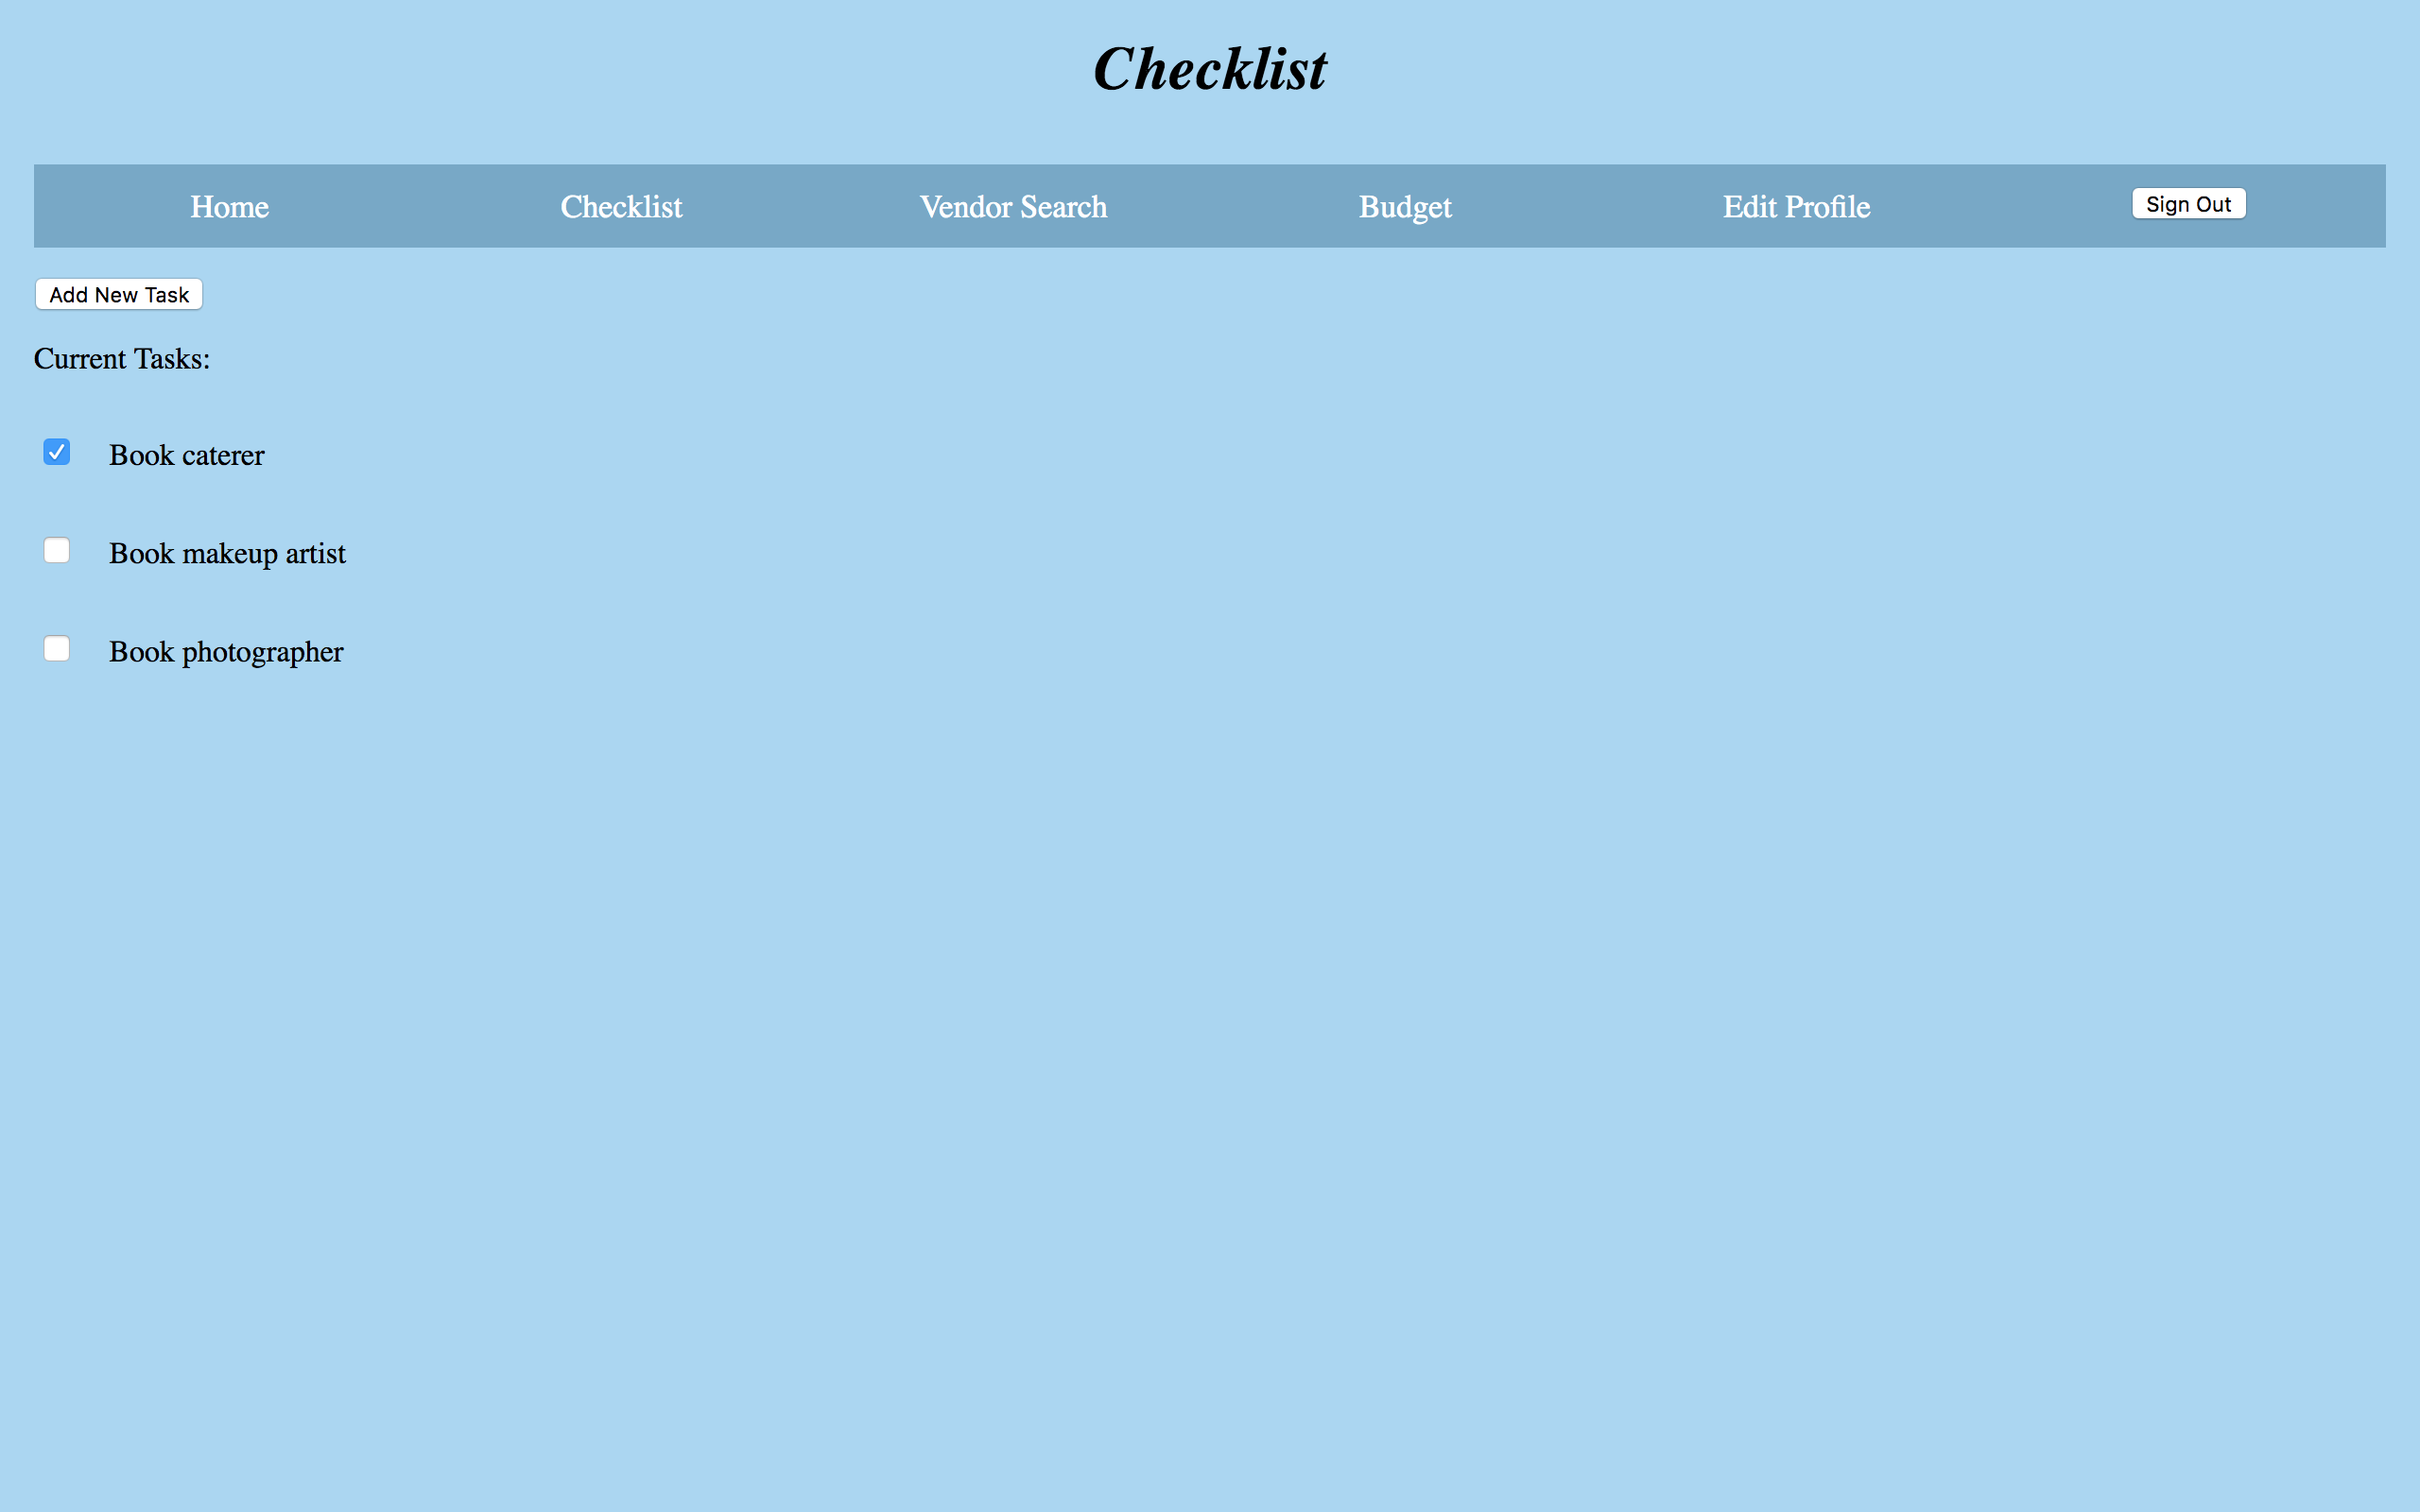 Checklist
Home Checklist Vendor Search Budget Edit Profile Sign Out
Add New Task
Current Tasks:
Book caterer
Book makeup artist
Book photographer